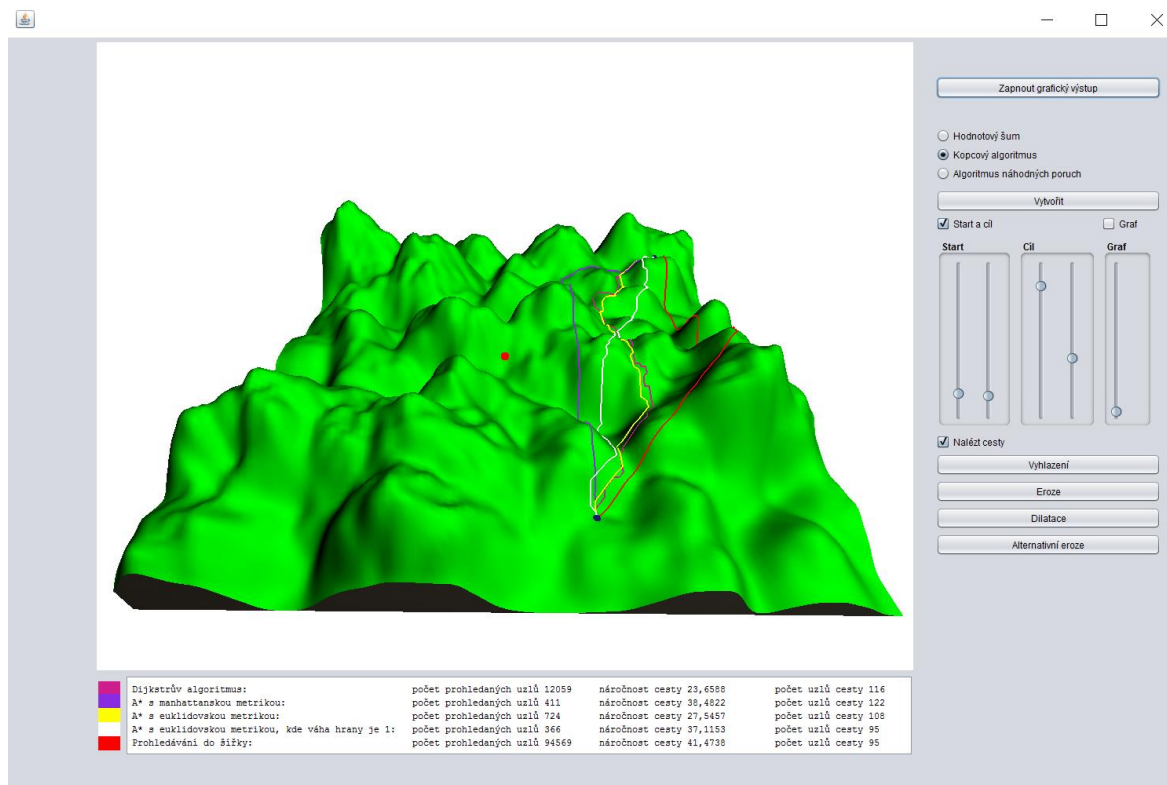 Zapnout grafický výstup
Hodnotový šum
Kopcový algoritmus
Algoritmus náhodných poruch
Vytvořit
Start a cíl Graf
Start Cíl Graf
Nalézt cesty
Vyhlazení
Eroze
Dilatace
Alternativní eroze
Dijkstrův algoritmus: počet prohledaných uzlů 12059 náročnost cesty 23,6588 počet uzlů cesty 116
A* s manhattanskou metrikou: počet prohledaných uzlů 411 náročnost cesty 38,4822 počet uzlů cesty 122
A* s euklidovskou metrikou: počet prohledaných uzlů 724 náročnost cesty 27,5457 počet uzlů cesty 108
A* s euklidovskou metrikou, kde váha hrany je 1: počet prohledaných uzlů 366 náročnost cesty 37,1153 počet uzlů cesty 95
Prohledávání do šířky: počet prohledaných uzlů 94569 náročnost cesty 41,4738 počet uzlů cesty 95